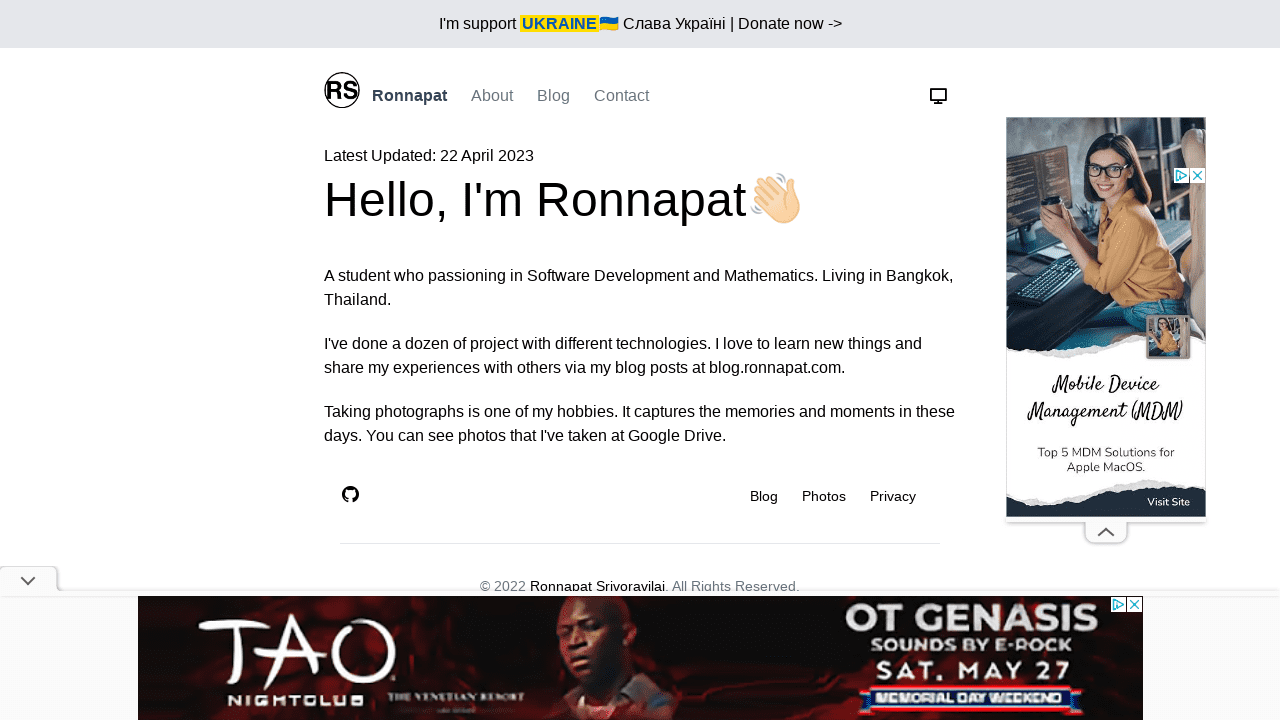 I'm support UKRAINE🇺🇦 Слава Україні | Donate now ->
RS Ronnapat About Blog Contact
Latest Updated: 22 April 2023
Hello, I'm Ronnapat👋🏻
A student who passioning in Software Development and Mathematics. Living in Bangkok,
Thailand.
I've done a dozen of project with different technologies. I love to learn new things and
share my experiences with others via my blog posts at blog.ronnapat.com.
Taking photographs is one of my hobbies. It captures the memories and moments in these
days. You can see photos that I've taken at Google Drive.
Blog Photos Privacy
© 2022 Ronnapat Srivoravilai. All Rights Reserved.
Mobile Device
Management (MDM)
Top 5 MDM Solutions for
Apple MacOS.
Visit Site
TAO
NIGHTCLUB
THE VENETIAN RESORT
OT GENASIS
SOUNDS BY E-ROCK
SAT. MAY 27
MEMORIAL DAY WEEKEND